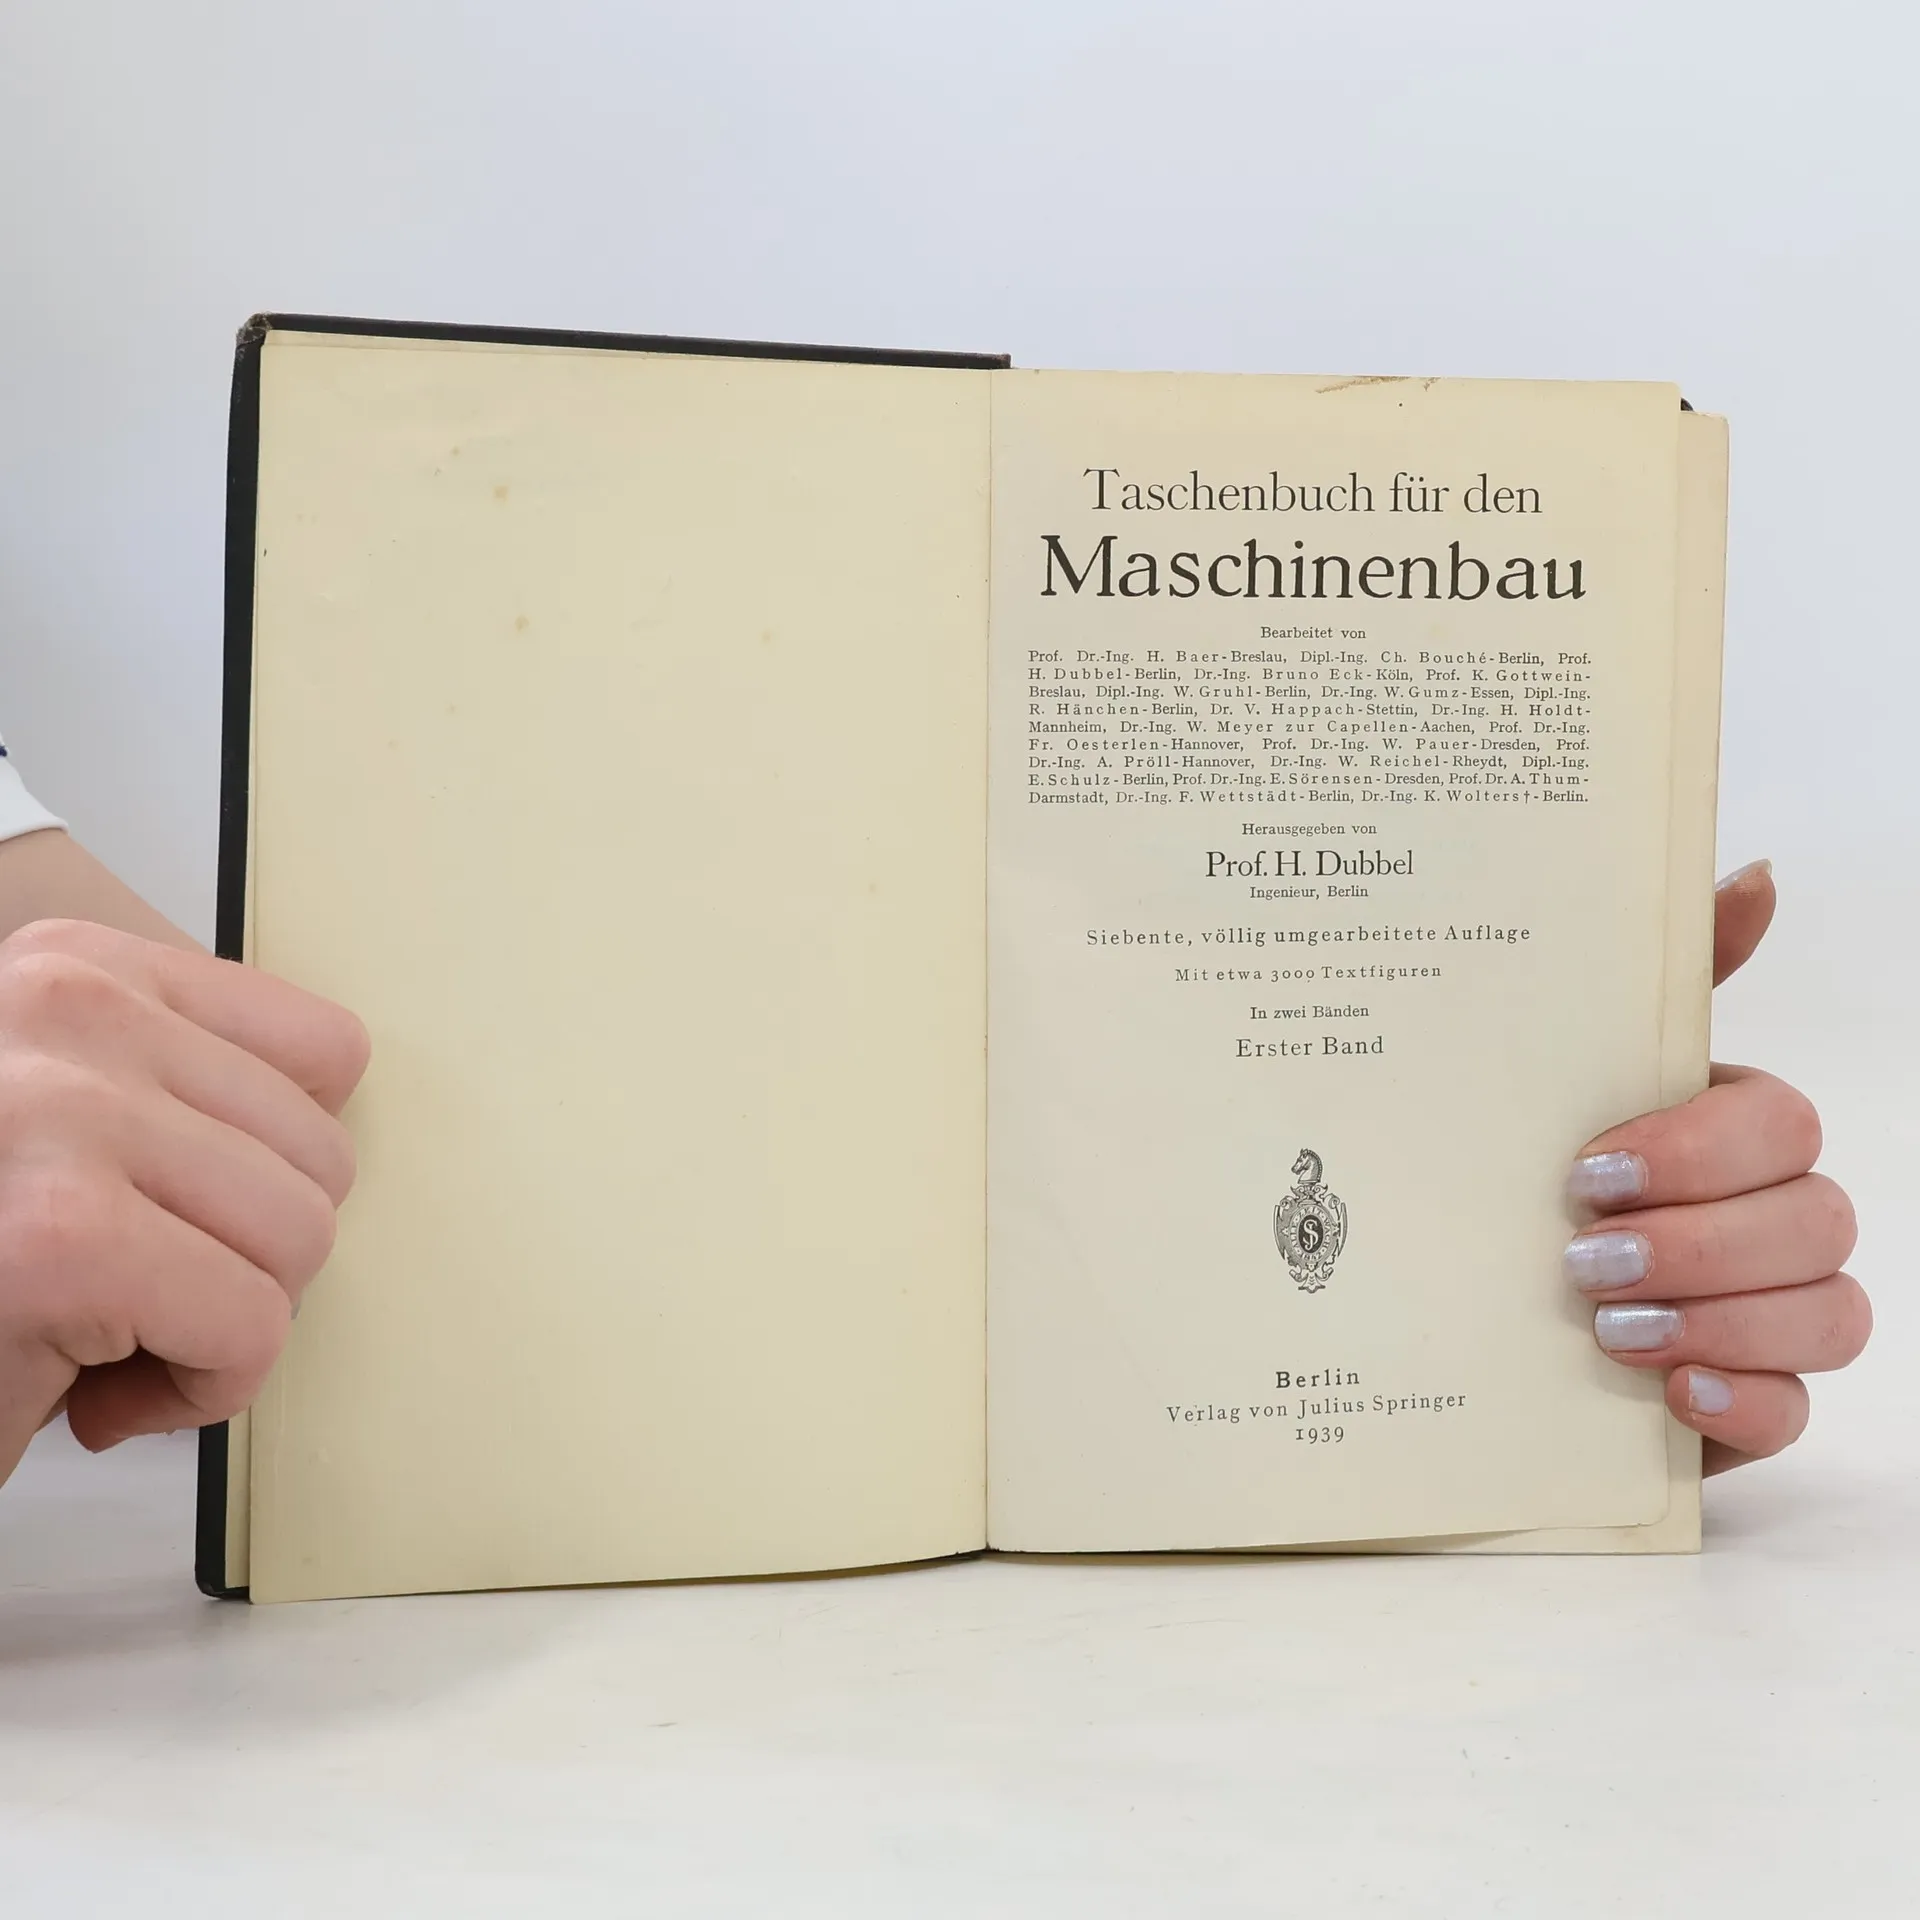 Taschenbuch für den
Maschinenbau
Bearbeitet von
Prof. Dr.-Ing. H. Baer-Breslau, Dipl.-Ing. Ch. Bouché-Berlin, Prof.
H. Dubbel-Berlin, Dr.-Ing. Bruno Eck-Köln, Prof. K. Gottwein-
Breslau, Dipl.-Ing. W. Gruhl-Berlin, Dr.-Ing. W. Gumz-Essen, Dipl.-Ing.
R. Hänchen-Berlin, Dr. V. Happach-Stettin, Dr.-Ing. H. Holdt-
Mannheim, Dr.-Ing. W. Meyer zur Capellen-Aachen, Prof. Dr.-Ing.
Fr. Oesterlen-Hannover, Prof. Dr.-Ing. W. Pauer-Dresden, Prof.
Dr.-Ing. A. Pröll-Hannover, Dr.-Ing. W. Reichel-Rheydt, Dipl.-Ing.
E. Schulz-Berlin, Prof. Dr.-Ing. E. Sörensen-Dresden, Prof. Dr. A. Thum-
Darmstadt, Dr.-Ing. F. Wettstädt-Berlin, Dr.-Ing. K. Wolters†-Berlin.
Herausgegeben von
Prof. H. Dubbel
Ingenieur, Berlin
Siebente, völlig umgearbeitete Auflage
Mit etwa 3000 Textfiguren
In zwei Bänden
Erster Band
Berlin
Verlag von Julius Springer
1939